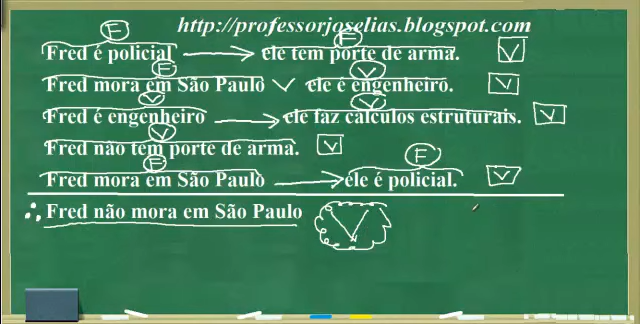 http://professorjoselias.blogspot.com
F F
Fred é policial → ele tem porte de arma. V
F V
Fred mora em São Paulo ∨ ele é engenheiro. V
V V
Fred é engenheiro → ele faz cálculos estruturais. V
V
Fred não tem porte de arma. V
F F
Fred mora em São Paulo → ele é policial. V
∴ Fred não mora em São Paulo V